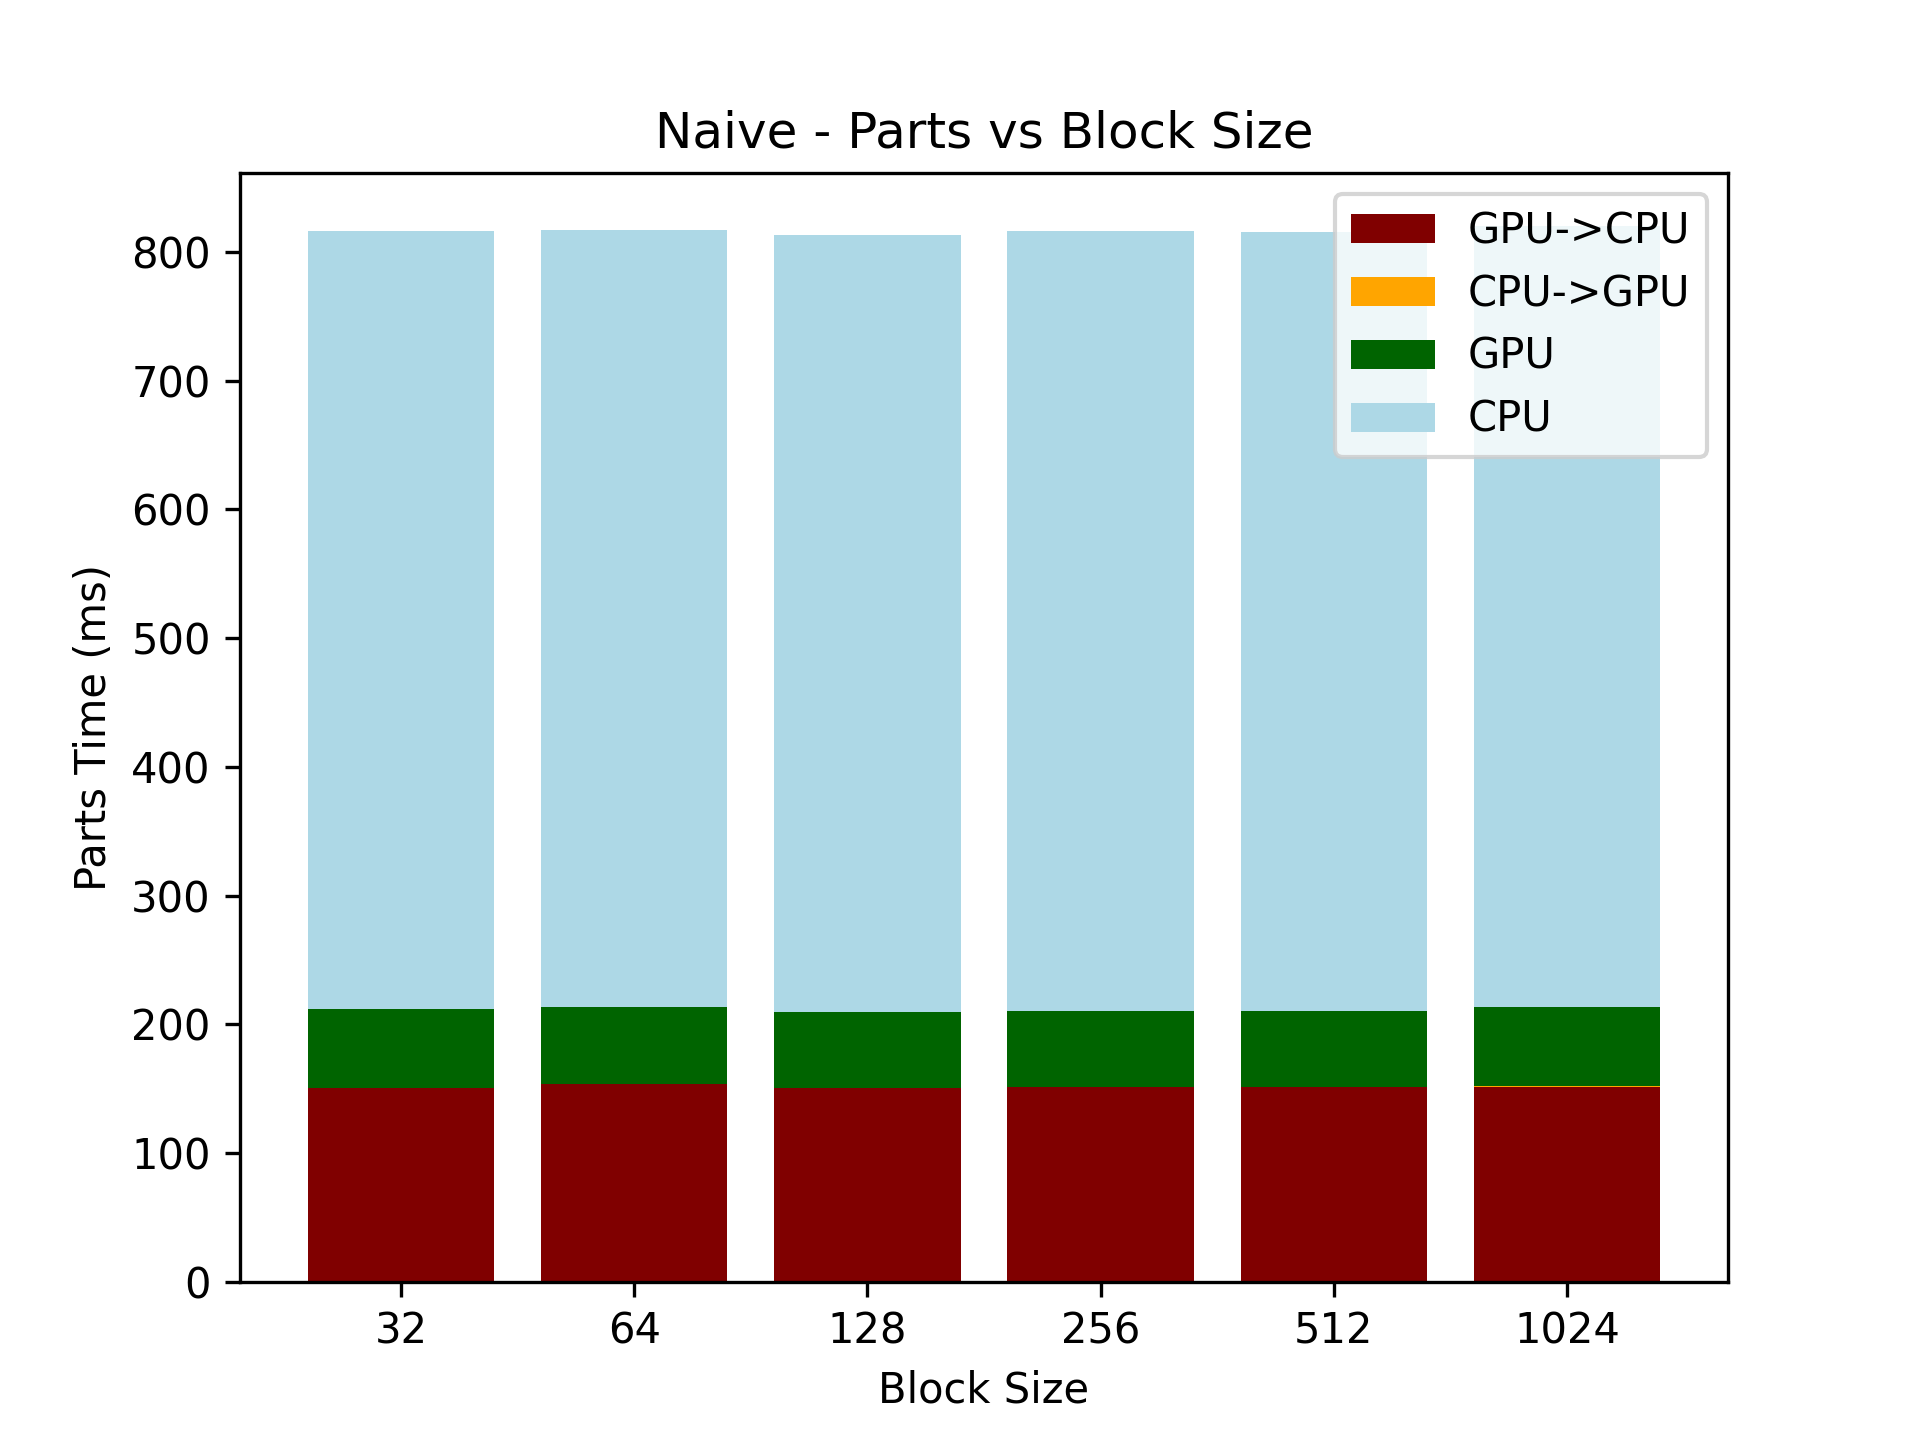 Naive - Parts vs Block Size
GPU->CPU
CPU->GPU
GPU
CPU
Parts Time (ms)
800
700
600
500
400
300
200
100
0
32 64 128 256 512 1024
Block Size